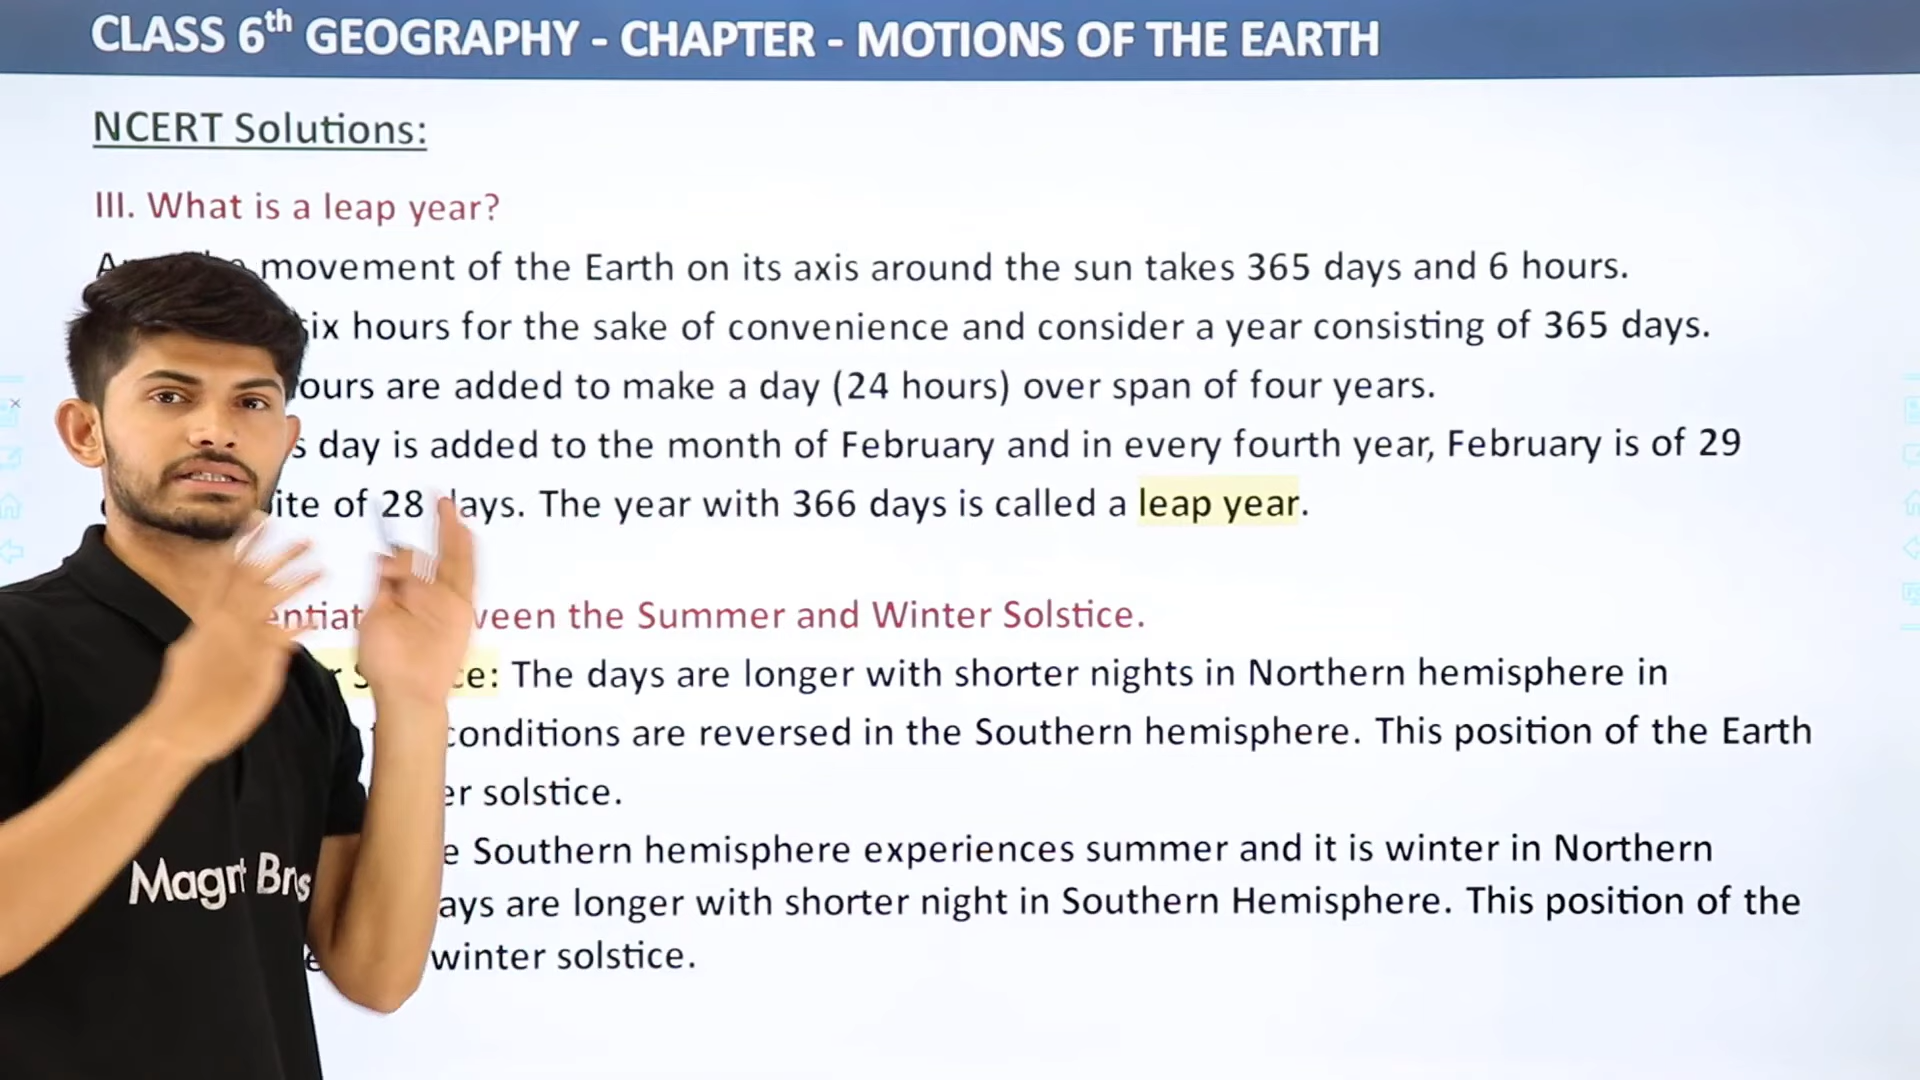 CLASS 6th GEOGRAPHY - CHAPTER - MOTIONS OF THE EARTH
NCERT Solutions:
III. What is a leap year?
movement of the Earth on its axis around the sun takes 365 days and 6 hours.
six hours for the sake of convenience and consider a year consisting of 365 days.
ours are added to make a day (24 hours) over span of four years.
s day is added to the month of February and in every fourth year, February is of 29
ite of 28 days. The year with 366 days is called a leap year.
entiat ween the Summer and Winter Solstice.
ce: The days are longer with shorter nights in Northern hemisphere in
conditions are reversed in the Southern hemisphere. This position of the Earth
er solstice.
e Southern hemisphere experiences summer and it is winter in Northern
ays are longer with shorter night in Southern Hemisphere. This position of the
winter solstice.